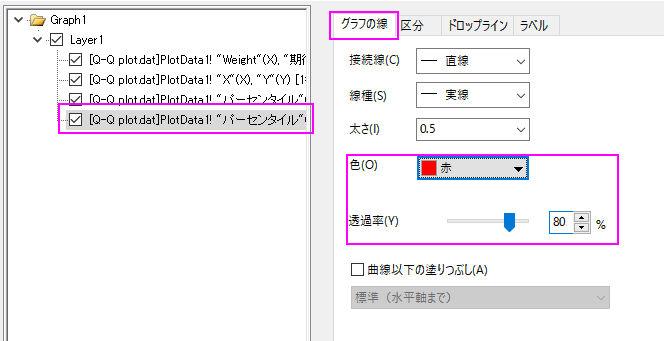 Graph1
Layer1
[Q-Q plot.dat]PlotData1! "Weight"(X), "期待
[Q-Q plot.dat]PlotData1! "X"(X), "Y"(Y) [1*
[Q-Q plot.dat]PlotData1! "パーセンタイル"(
[Q-Q plot.dat]PlotData1! "パーセンタイル"(
グラフの線 区分 ドロップライン ラベル
接続線(C) 直線
線種(S) 実線
太さ(I) 0.5
色(O) 赤
透過率(Y) 80 %
曲線以下の塗りつぶし(A)
標準（水平軸まで）